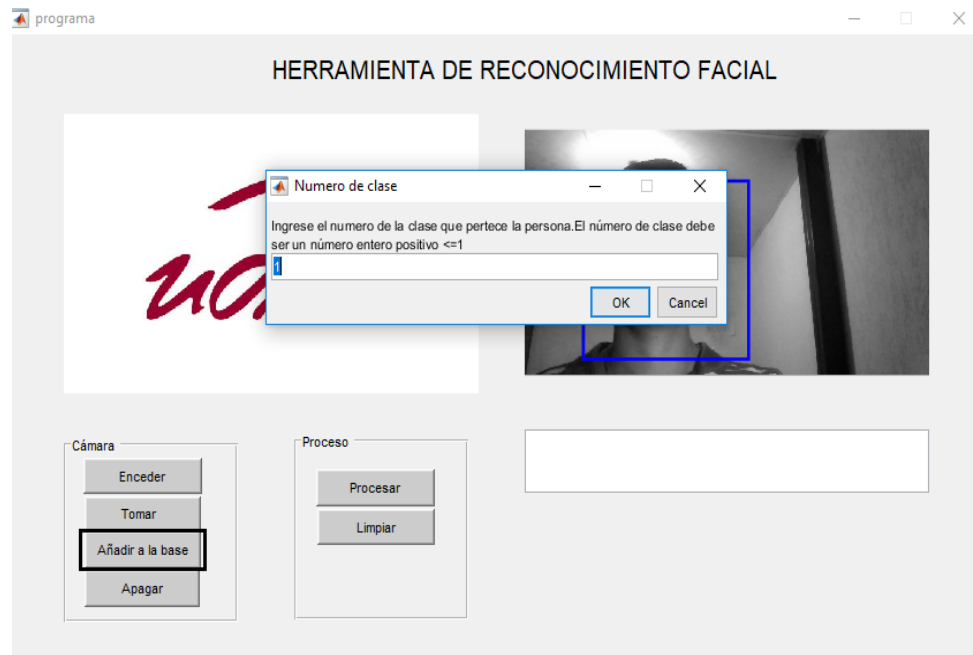 programa
HERRAMIENTA DE RECONOCIMIENTO FACIAL
Numero de clase
Ingrese el numero de la clase que pertece la persona.El número de clase debe
ser un número entero positivo <=1
1
OK
Cancel
Cámara
Enceder
Tomar
Añadir a la base
Apagar
Proceso
Procesar
Limpiar